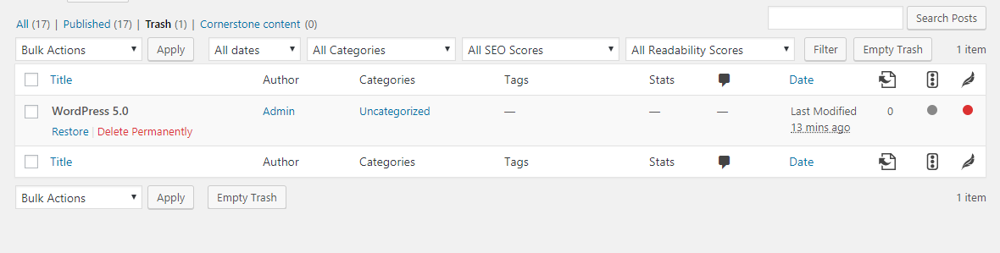 All (17) | Published (17) | Trash (1) | Cornerstone content (0)
Search Posts
Bulk Actions Apply All dates All Categories All SEO Scores All Readability Scores Filter Empty Trash 1 item
Title Author Categories Tags Stats Date
WordPress 5.0 Admin Uncategorized — — — Last Modified 0
13 mins ago
Restore | Delete Permanently
Title Author Categories Tags Stats Date
Bulk Actions Apply Empty Trash 1 item